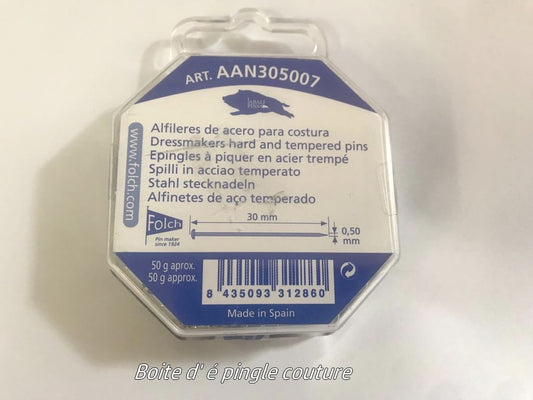 ART. AAN305007
JABALI
Alfileres de acero para costura
Dressmakers hard and tempered pins
Epingles à piquer en acier trempé
Spilli in acciao temperato
Stahl stecknadeln
Alfinetes de aço temperado
www.folch.com
Folch
Pin maker
since 1924
30 mm
0,50
mm
50 g aprox.
50 g approx.
8 435093 312860
Made in Spain
Boite d' é pingle couture